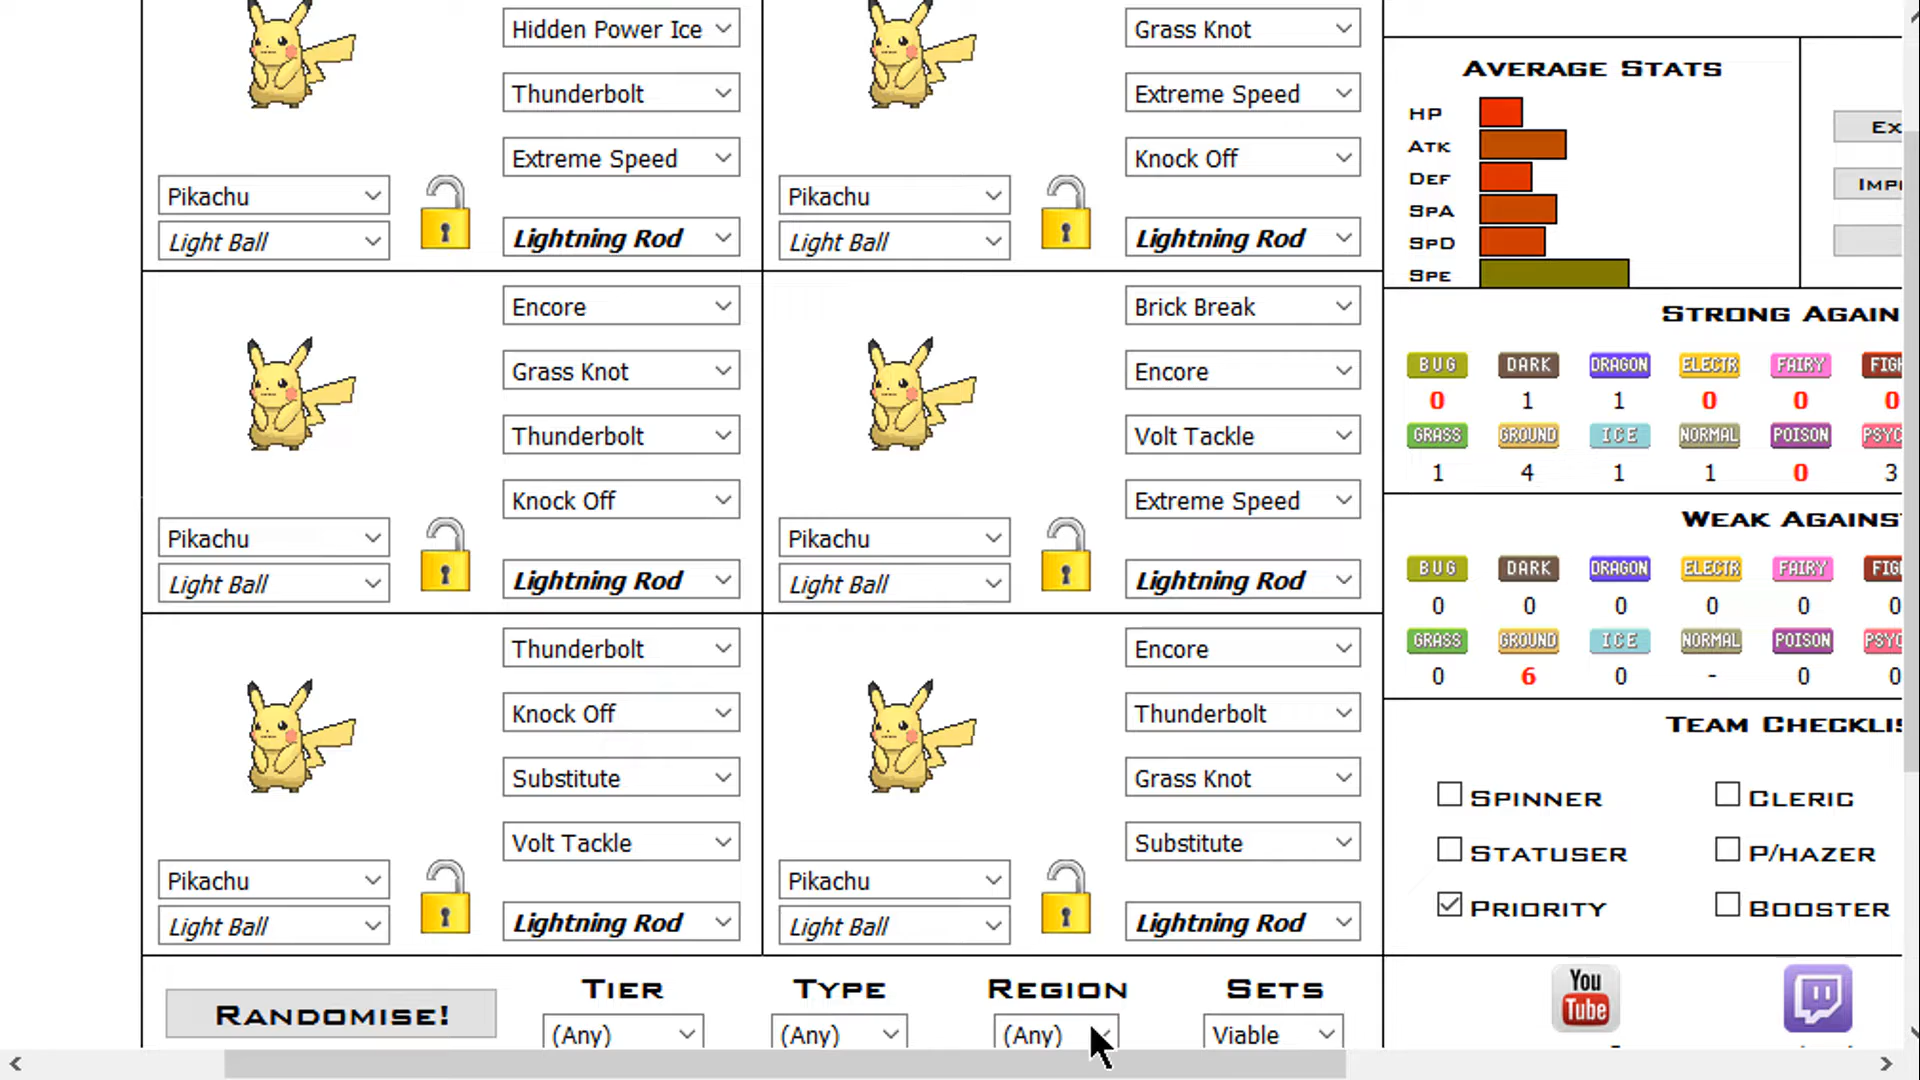 Hidden Power Ice
Thunderbolt
Extreme Speed
Pikachu
Light Ball
Lightning Rod
Grass Knot
Extreme Speed
Knock Off
Pikachu
Light Ball
Lightning Rod
Encore
Grass Knot
Thunderbolt
Knock Off
Pikachu
Light Ball
Lightning Rod
Brick Break
Encore
Volt Tackle
Extreme Speed
Pikachu
Light Ball
Lightning Rod
Thunderbolt
Knock Off
Substitute
Volt Tackle
Pikachu
Light Ball
Lightning Rod
Encore
Thunderbolt
Grass Knot
Substitute
Pikachu
Light Ball
Lightning Rod
RANDOMISE!
TIER TYPE REGION SETS
(Any) (Any) (Any) Viable
AVERAGE STATS
HP
ATK
DEF
SPA
SPD
SPE
EX
IMP
STRONG AGAIN
BUG DARK DRAGON ELECTR FAIRY FIGH
0 1 1 0 0 0
GRASS GROUND ICE NORMAL POISON PSYC
1 4 1 1 0 3
WEAK AGAINS
BUG DARK DRAGON ELECTR FAIRY FIGH
0 0 0 0 0 0
GRASS GROUND ICE NORMAL POISON PSYC
0 6 0 - 0 0
TEAM CHECKLIS
SPINNER CLERIC
STATUSER P/HAZER
PRIORITY BOOSTER
You
Tube